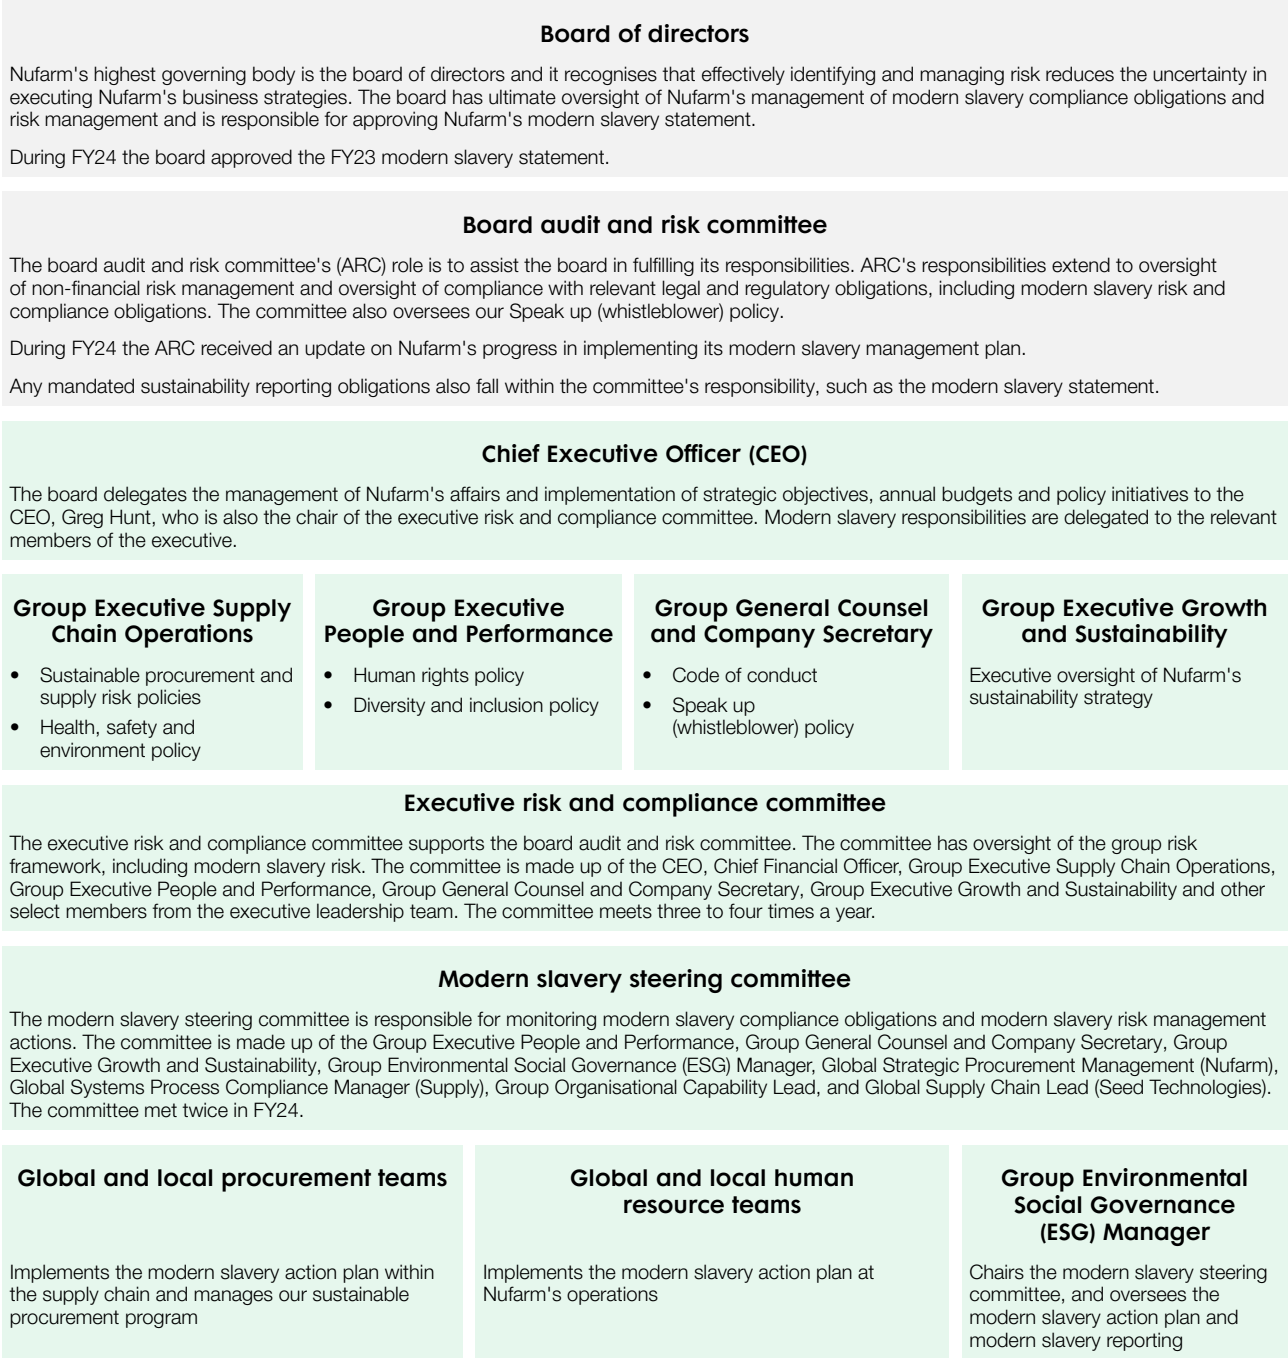 Board of directors
Nufarm's highest governing body is the board of directors and it recognises that effectively identifying and managing risk reduces the uncertainty in
executing Nufarm's business strategies. The board has ultimate oversight of Nufarm's management of modern slavery compliance obligations and
risk management and is responsible for approving Nufarm's modern slavery statement.
During FY24 the board approved the FY23 modern slavery statement.
Board audit and risk committee
The board audit and risk committee's (ARC) role is to assist the board in fulfilling its responsibilities. ARC's responsibilities extend to oversight
of non-financial risk management and oversight of compliance with relevant legal and regulatory obligations, including modern slavery risk and
compliance obligations. The committee also oversees our Speak up (whistleblower) policy.
During FY24 the ARC received an update on Nufarm's progress in implementing its modern slavery management plan.
Any mandated sustainability reporting obligations also fall within the committee's responsibility, such as the modern slavery statement.
Chief Executive Officer (CEO)
The board delegates the management of Nufarm's affairs and implementation of strategic objectives, annual budgets and policy initiatives to the
CEO, Greg Hunt, who is also the chair of the executive risk and compliance committee. Modern slavery responsibilities are delegated to the relevant
members of the executive.
Group Executive Supply
Chain Operations
• Sustainable procurement and
supply risk policies
• Health, safety and
environment policy
Group Executive
People and Performance
• Human rights policy
• Diversity and inclusion policy
Group General Counsel
and Company Secretary
• Code of conduct
• Speak up
(whistleblower) policy
Group Executive Growth
and Sustainability
Executive oversight of Nufarm's
sustainability strategy
Executive risk and compliance committee
The executive risk and compliance committee supports the board audit and risk committee. The committee has oversight of the group risk
framework, including modern slavery risk. The committee is made up of the CEO, Chief Financial Officer, Group Executive Supply Chain Operations,
Group Executive People and Performance, Group General Counsel and Company Secretary, Group Executive Growth and Sustainability and other
select members from the executive leadership team. The committee meets three to four times a year.
Modern slavery steering committee
The modern slavery steering committee is responsible for monitoring modern slavery compliance obligations and modern slavery risk management
actions. The committee is made up of the Group Executive People and Performance, Group General Counsel and Company Secretary, Group
Executive Growth and Sustainability, Group Environmental Social Governance (ESG) Manager, Global Strategic Procurement Management (Nufarm),
Global Systems Process Compliance Manager (Supply), Group Organisational Capability Lead, and Global Supply Chain Lead (Seed Technologies).
The committee met twice in FY24.
Global and local procurement teams
Implements the modern slavery action plan within
the supply chain and manages our sustainable
procurement program
Global and local human
resource teams
Implements the modern slavery action plan at
Nufarm's operations
Group Environmental
Social Governance
(ESG) Manager
Chairs the modern slavery steering
committee, and oversees the
modern slavery action plan and
modern slavery reporting